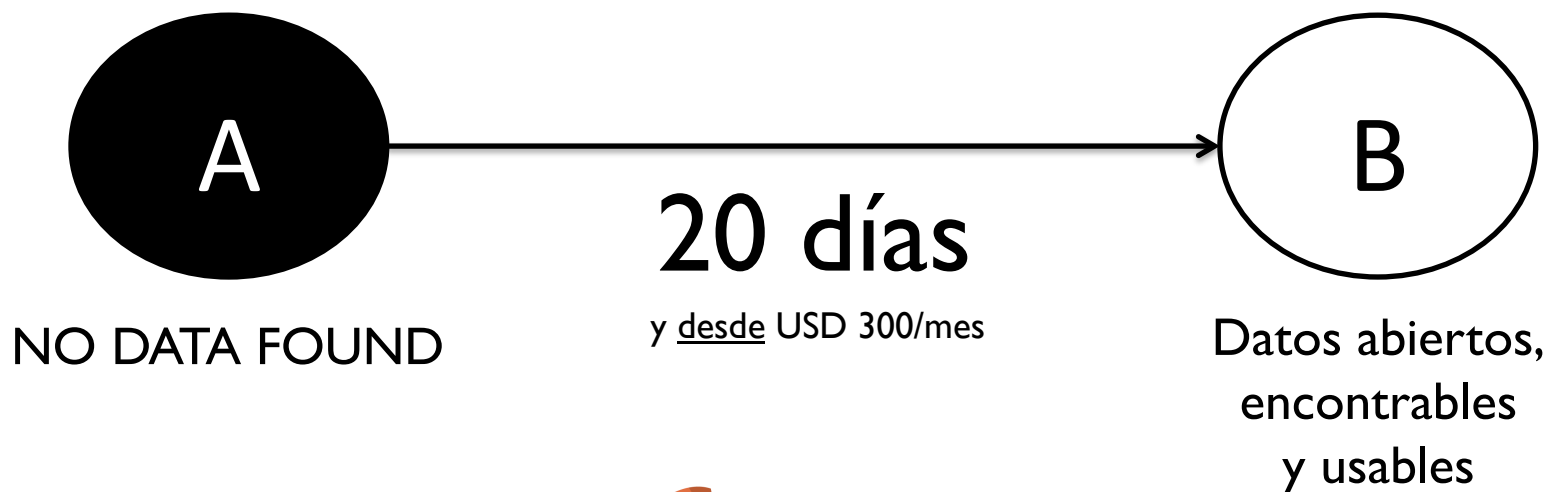 A
B
20 días
y desde USD 300/mes
NO DATA FOUND
Datos abiertos,
encontrables
y usables